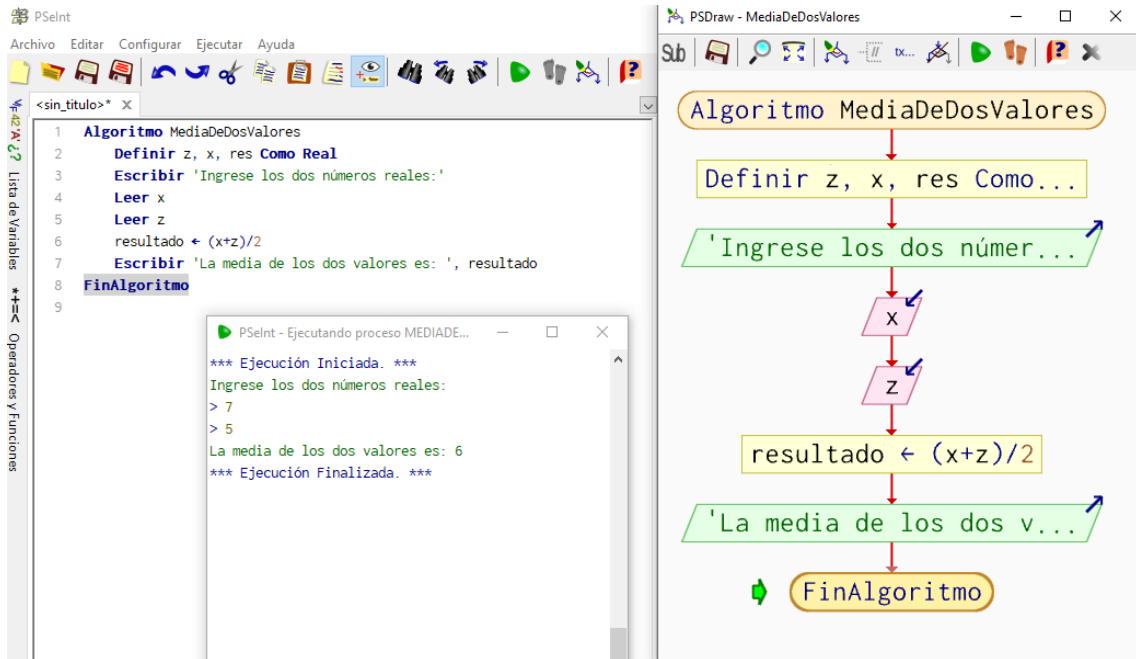 PSeInt
Archivo Editar Configurar Ejecutar Ayuda
<sin_titulo>* X
1 Algoritmo MediaDeDosValores
2 Definir z, x, res Como Real
3 Escribir 'Ingrese los dos números reales:'
4 Leer x
5 Leer z
6 resultado ← (x+z)/2
7 Escribir 'La media de los dos valores es: ', resultado
8 FinAlgoritmo
9
Lista de Variables
*+=< Operadores y Funciones
PSeInt - Ejecutando proceso MEDIADE...
*** Ejecución Iniciada. ***
Ingrese los dos números reales:
> 7
> 5
La media de los dos valores es: 6
*** Ejecución Finalizada. ***
PSDraw - MediaDeDosValores
Sub tx...
Algoritmo MediaDeDosValores
Definir z, x, res Como...
'Ingrese los dos númer...
x
z
resultado ← (x+z)/2
'La media de los dos v...
FinAlgoritmo